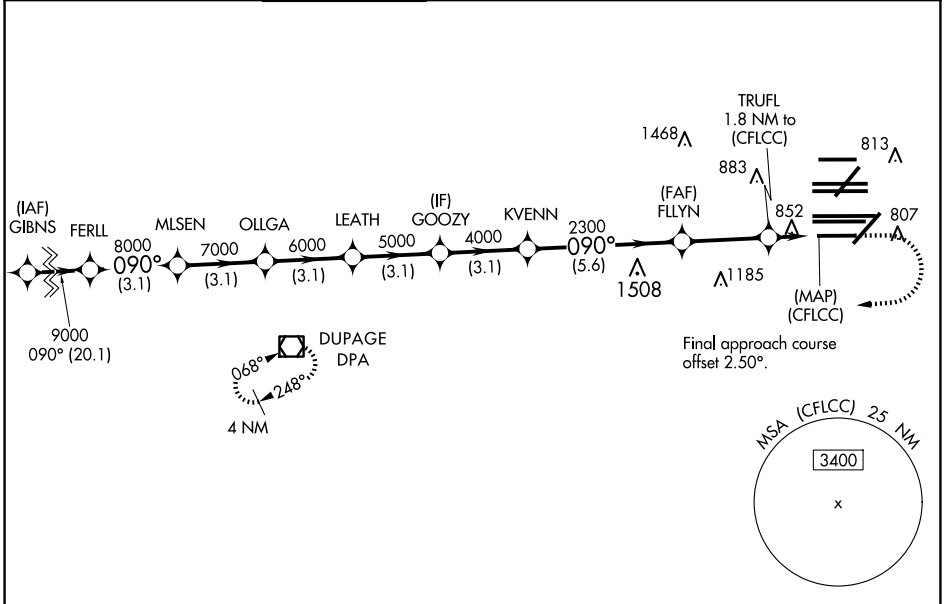 TRUFL
1.8 NM to
(CFLCC)
1468
813
883
(IAF)
GIBNS
FERLL
MLSEN
OLLGA
LEATH
(IF)
GOOZY
KVENN
(FAF)
FLLYN
852
807
8000
090°
(3.1)
7000
(3.1)
6000
(3.1)
5000
(3.1)
4000
(3.1)
2300
090°
(5.6)
1508
1185
(MAP)
(CFLCC)
9000
090° (20.1)
DUPAGE
DPA
068°
248°
4 NM
Final approach course
offset 2.50°.
MSA (CFLCC) 25 NM
3400
x